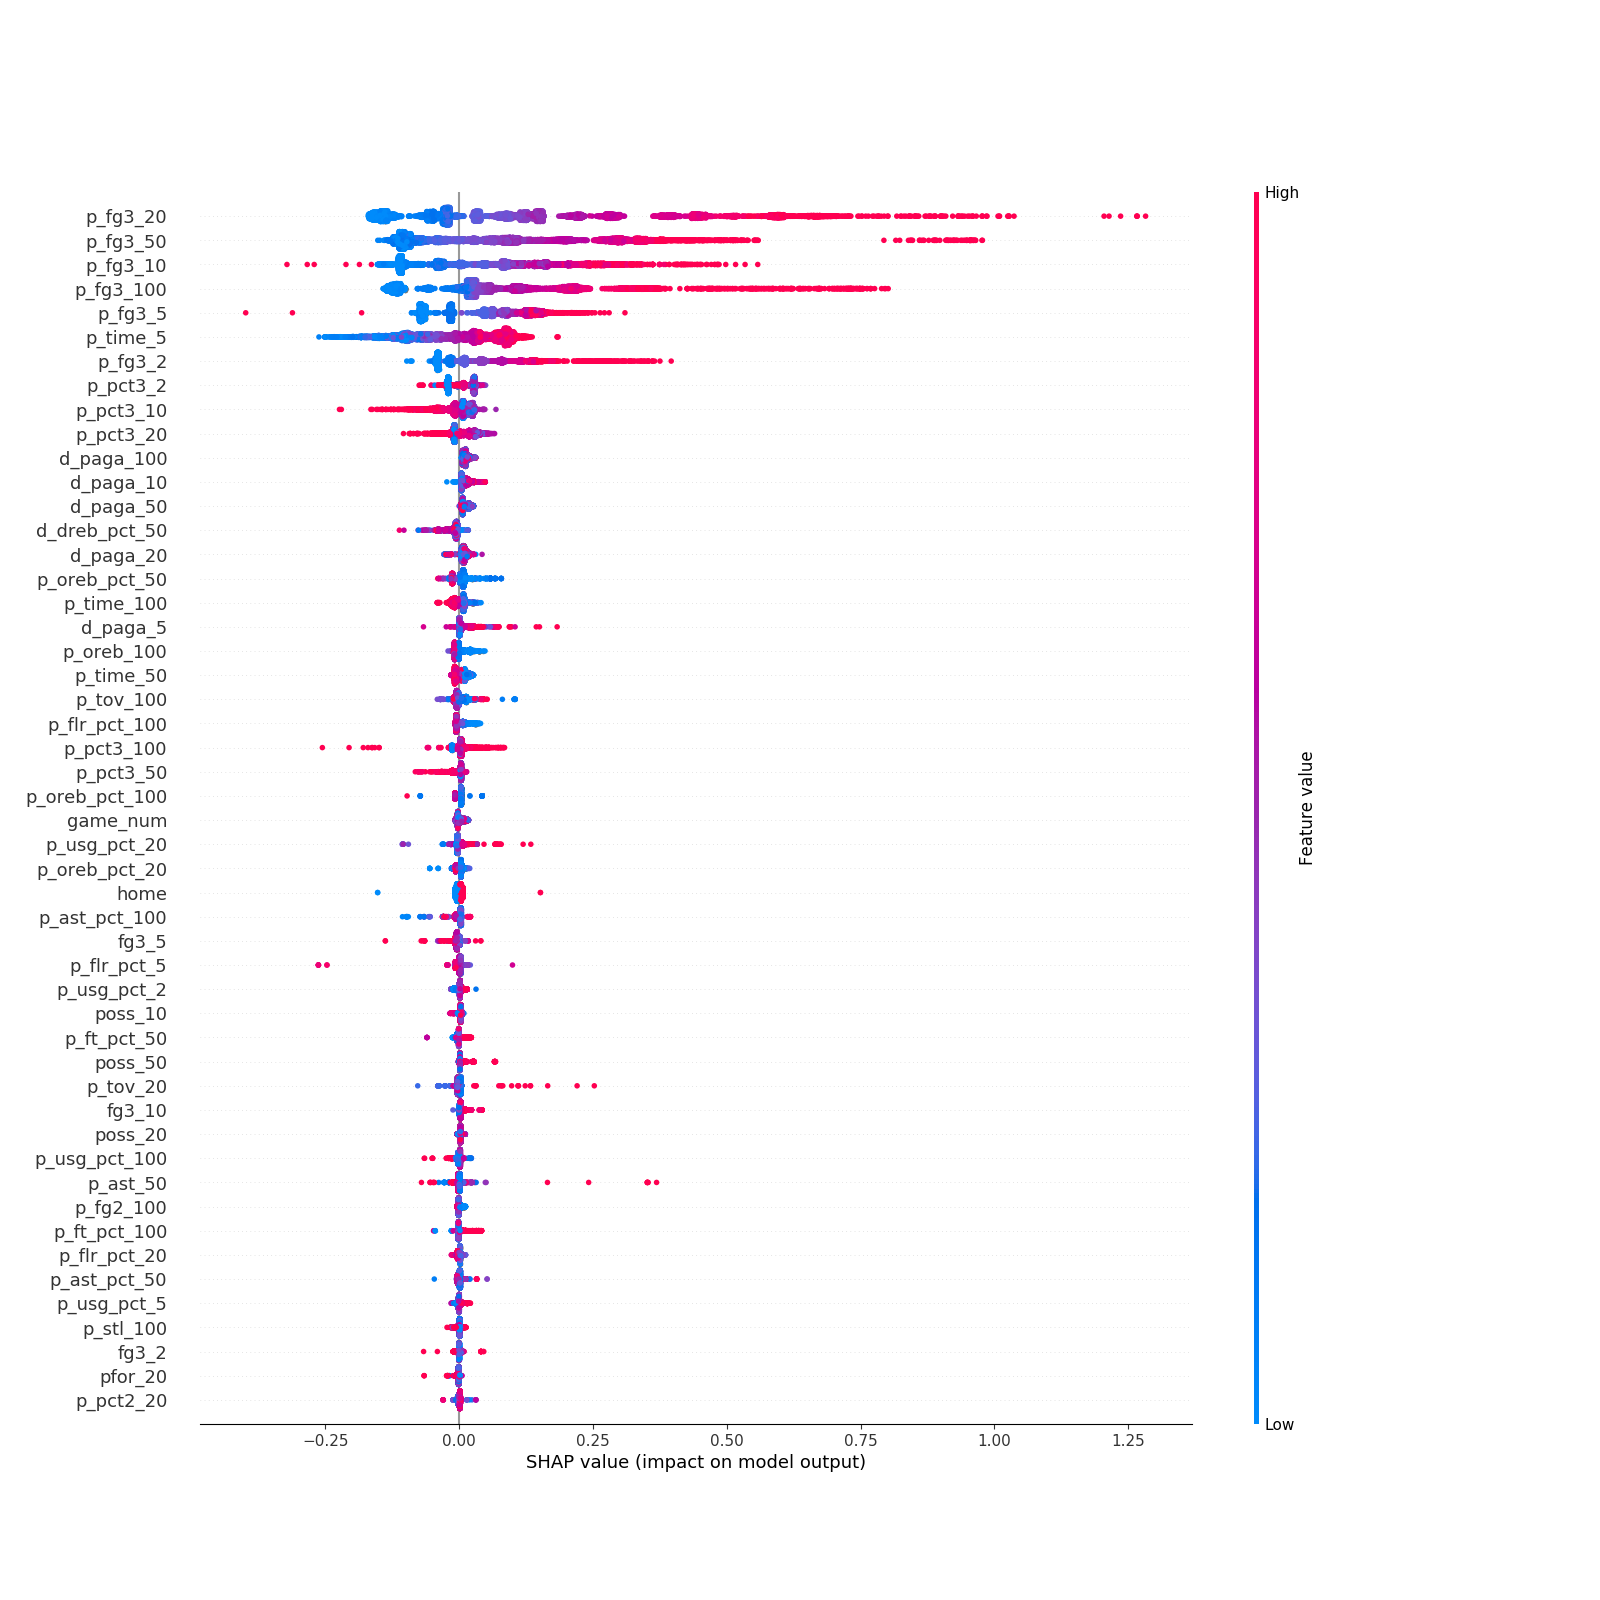 High
p_fg3_20
p_fg3_50
p_fg3_10
p_fg3_100
p_fg3_5
p_time_5
p_fg3_2
p_pct3_2
p_pct3_10
p_pct3_20
d_paga_100
d_paga_10
d_paga_50
d_dreb_pct_50
d_paga_20
p_oreb_pct_50
p_time_100
d_paga_5
p_oreb_100
p_time_50
p_tov_100
p_flr_pct_100
p_pct3_100
p_pct3_50
p_oreb_pct_100
game_num
p_usg_pct_20
p_oreb_pct_20
home
p_ast_pct_100
fg3_5
p_flr_pct_5
p_usg_pct_2
poss_10
p_ft_pct_50
poss_50
p_tov_20
fg3_10
poss_20
p_usg_pct_100
p_ast_50
p_fg2_100
p_ft_pct_100
p_flr_pct_20
p_ast_pct_50
p_usg_pct_5
p_stl_100
fg3_2
pfor_20
p_pct2_20
Feature value
Low
−0.25 0.00 0.25 0.50 0.75 1.00 1.25
SHAP value (impact on model output)